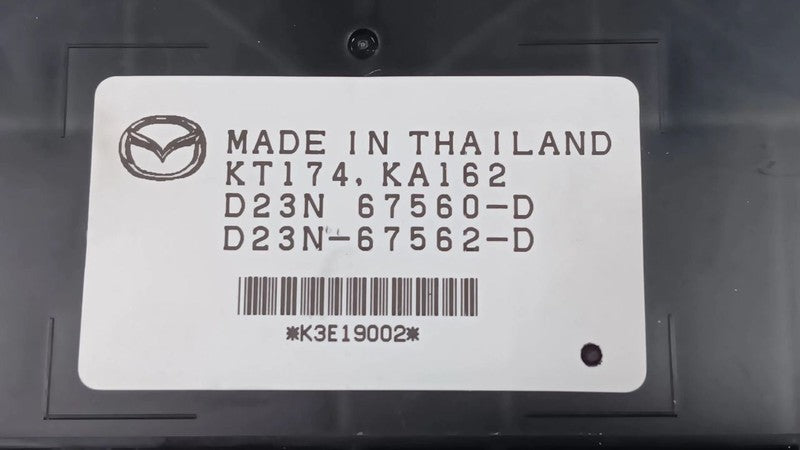 MADE IN THAILAND
KT174, KA162
D23N 67560-D
D23N-67562-D
*K3E19002*